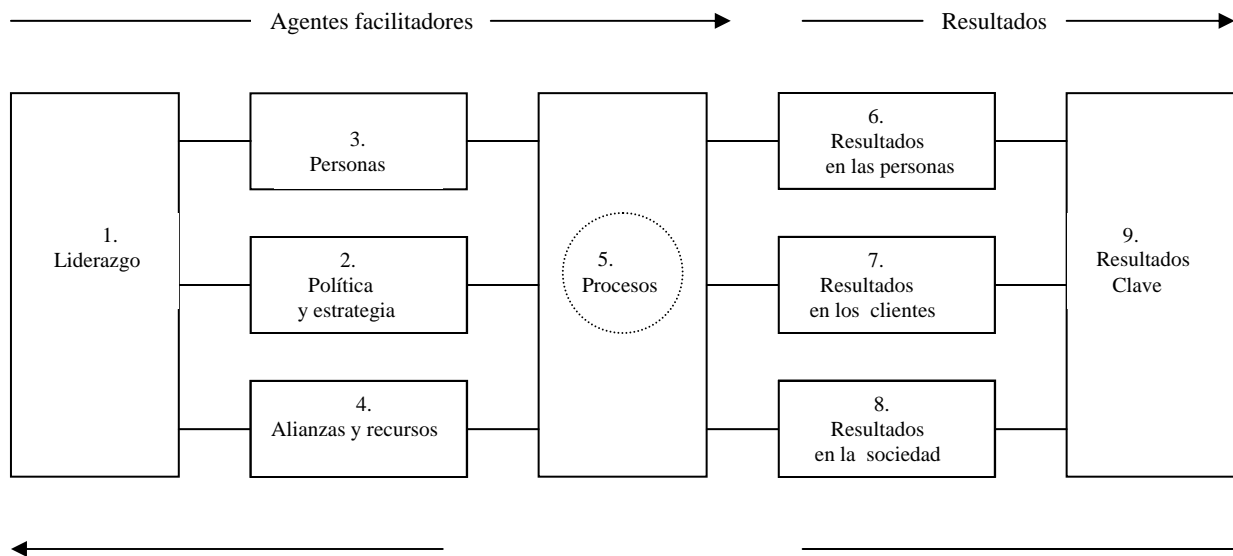 Agentes facilitadores
Resultados
1.
Liderazgo
3.
Personas
2.
Política
y estrategia
4.
Alianzas y recursos
5.
Procesos
6.
Resultados
en las personas
7.
Resultados
en los clientes
8.
Resultados
en la sociedad
9.
Resultados
Clave